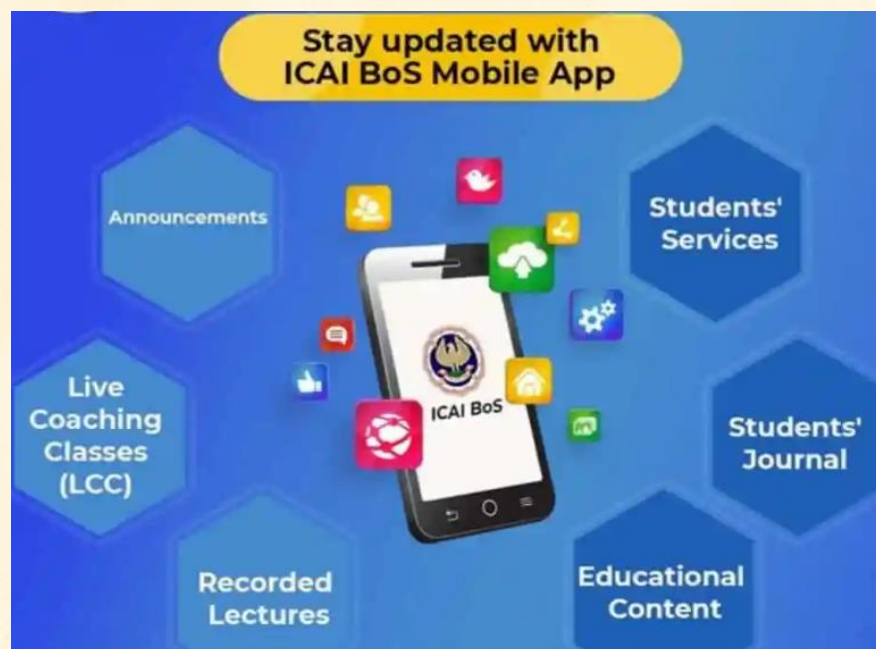 Stay updated with
ICAI BoS Mobile App
Announcements
Students'
Services
Live
Coaching
Classes
(LCC)
ICAI BoS
Students'
Journal
Recorded
Lectures
Educational
Content